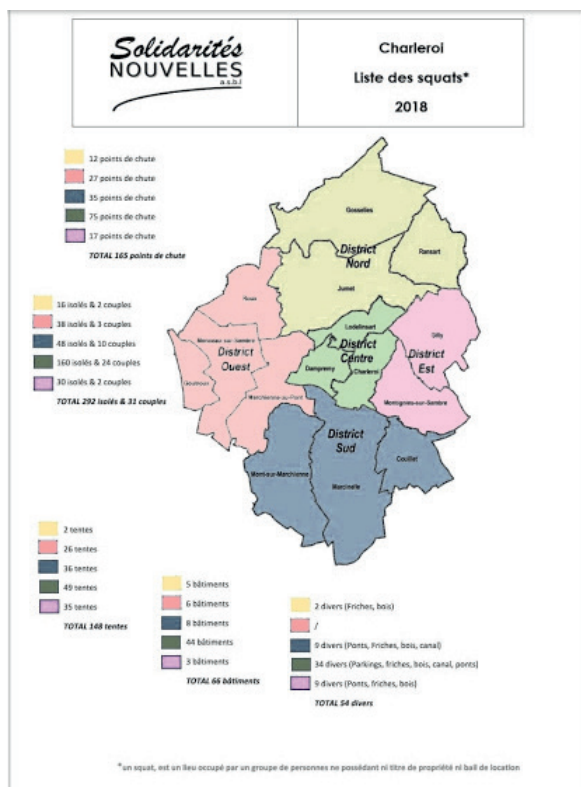 Solidarités
NOUVELLES
a.s.b.l
Charleroi
Liste des squats*
2018
12 points de chute
27 points de chute
35 points de chute
75 points de chute
17 points de chute
TOTAL 165 points de chute
16 isolés & 2 couples
38 isolés & 3 couples
48 isolés & 10 couples
160 isolés & 24 couples
30 isolés & 2 couples
TOTAL 292 isolés & 31 couples
Gosselies
District
Nord
Ransart
Jumet
Roux
Monceau-sur-Sambre
District
Ouest
Goutroux
Marchienne-au-Pont
Lodelinsart
District
Centre
Dampremy
Charleroi
Gilly
District
Est
Montignies-sur-Sambre
District
Sud
Couillet
Mont-sur-Marchienne
Marcinelle
2 tentes
26 tentes
36 tentes
49 tentes
35 tentes
TOTAL 148 tentes
5 bâtiments
6 bâtiments
8 bâtiments
44 bâtiments
3 bâtiments
TOTAL 66 bâtiments
2 divers (Friches, bois)
/
9 divers (Ponts, Friches, bois, canal)
34 divers (Parkings, friches, bois, canal, ponts)
9 divers (Ponts, friches, bois)
TOTAL 54 divers
*un squat, est un lieu occupé par un groupe de personnes ne possédant ni titre de propriété ni bail de location